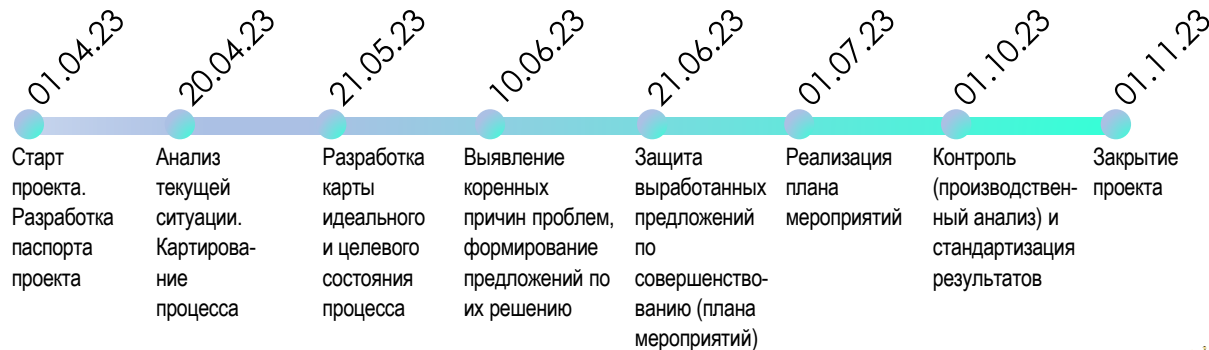 01.04.23
20.04.23
21.05.23
10.06.23
21.06.23
01.07.23
01.10.23
01.11.23
Старт
проекта.
Разработка
паспорта
проекта
Анализ
текущей
ситуации.
Картирова-
ние
процесса
Разработка
карты
идеального
и целевого
состояния
процесса
Выявление
коренных
причин проблем,
формирование
предложений по
их решению
Защита
выработанных
предложений
по
совершенство-
ванию (плана
мероприятий)
Реализация
плана
мероприятий
Контроль
(производствен-
ный анализ) и
стандартизация
результатов
Закрытие
проекта